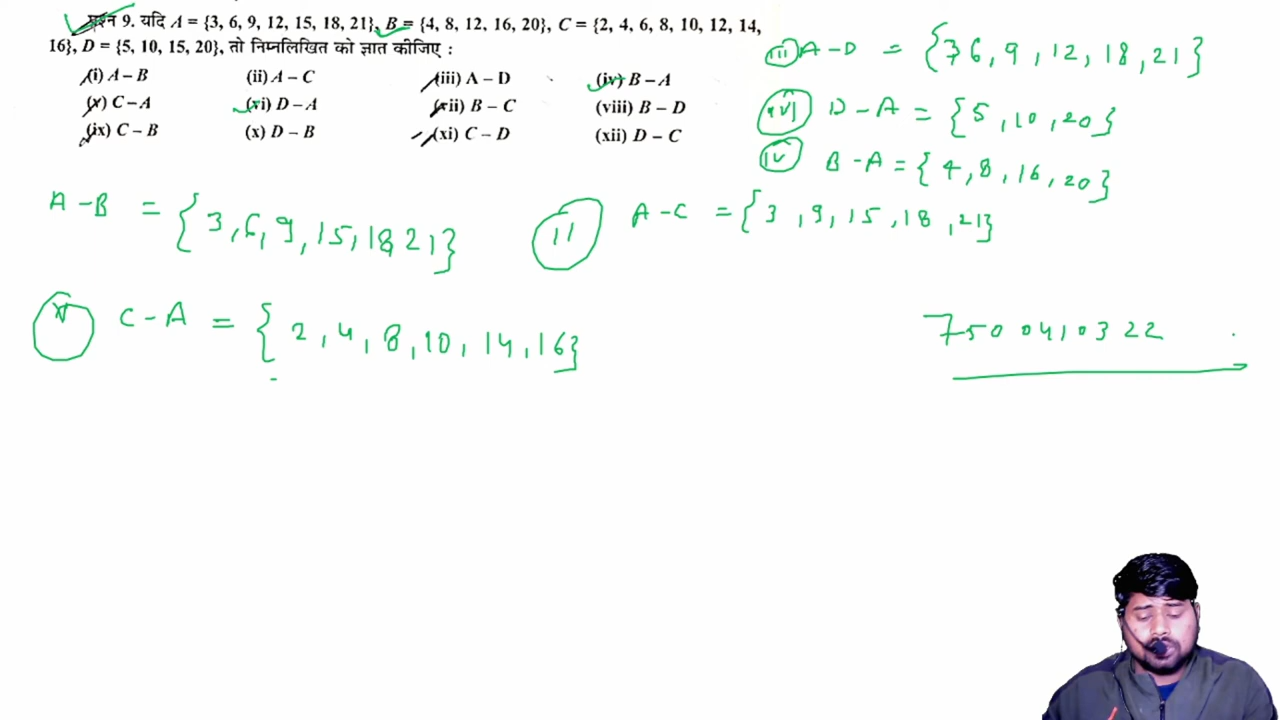 प्रश्न 9. यदि A = {3, 6, 9, 12, 15, 18, 21}, B = {4, 8, 12, 16, 20}, C = {2, 4, 6, 8, 10, 12, 14,
16}, D = {5, 10, 15, 20}, तो निम्नलिखित को ज्ञात कीजिए :
(i) A – B (ii) A – C (iii) A – D (iv) B – A
(v) C – A (vi) D – A (vii) B – C (viii) B – D
(ix) C – B (x) D – B (xi) C – D (xii) D – C
iii A - D = {3 6, 9, 12, 18, 21}
vi D - A = {5, 10, 20}
iv B - A = {4, 8, 16, 20}
A - B = {3, 6, 9, 15, 18, 21}
ii A - C = {3, 9, 15, 18, 21}
v C - A = {2, 4, 8, 10, 14, 16}
7500410322